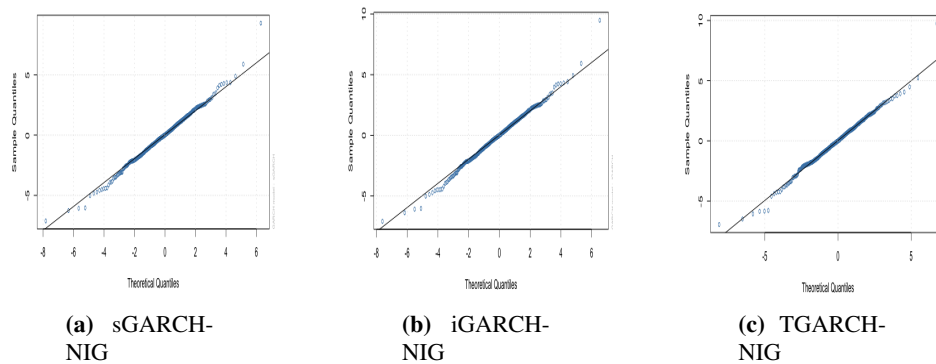 Sample Quantiles
5
0
-5
-8 -6 -4 -2 0 2 4 6
Theoretical Quantiles
(a) sGARCH-
NIG
Sample Quantiles
10
5
0
-5
-8 -6 -4 -2 0 2 4 6
Theoretical Quantiles
(b) iGARCH-
NIG
Sample Quantiles
10
5
0
-5
-5 0 5
Theoretical Quantiles
(c) TGARCH-
NIG